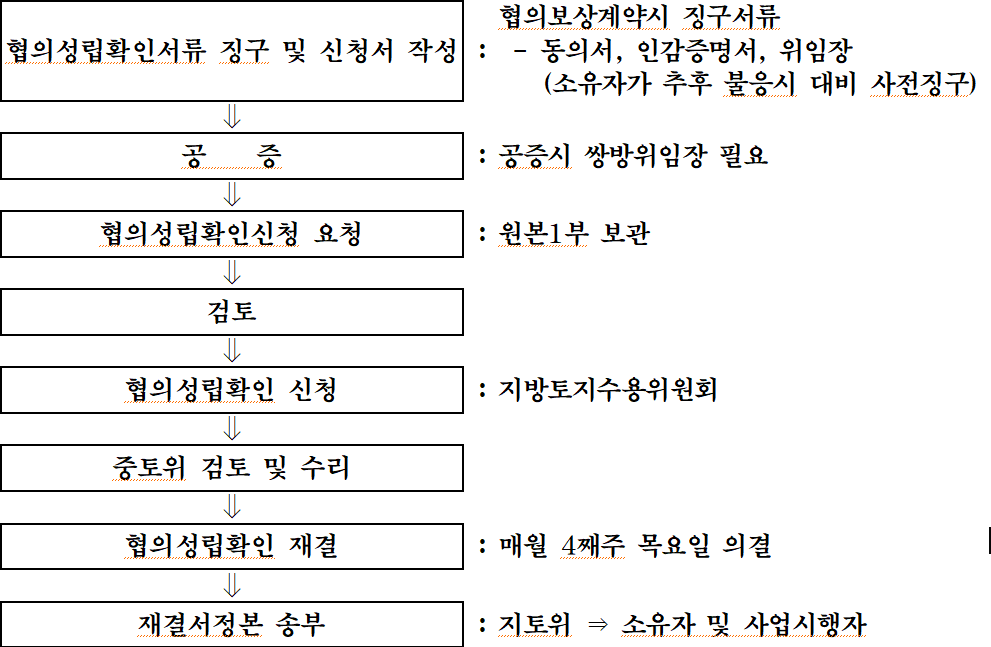 협의보상계약시 징구서류
협의성립확인서류 징구 및 신청서 작성 : - 동의서, 인감증명서, 위임장
(소유자가 추후 불응시 대비 사전징구)
⇓
공 증 : 공증시 쌍방위임장 필요
⇓
협의성립확인신청 요청 : 원본1부 보관
⇓
검토
⇓
협의성립확인 신청 : 지방토지수용위원회
⇓
중토위 검토 및 수리
⇓
협의성립확인 재결 : 매월 4째주 목요일 의결
⇓
재결서정본 송부 : 지토위 ⇒ 소유자 및 사업시행자